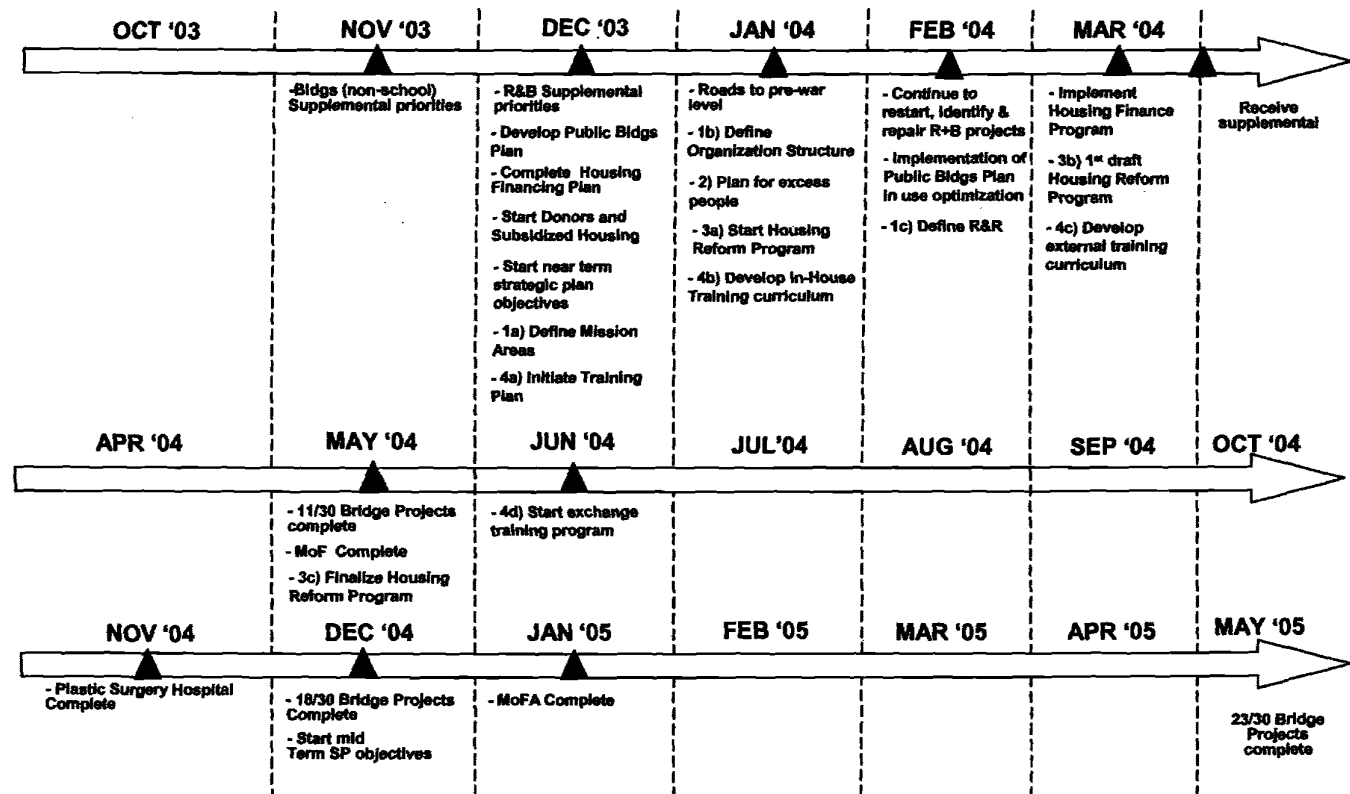 OCT '03
NOV '03
DEC '03
JAN '04
FEB '04
MAR '04
-Bldgs (non-school)
Supplemental priorities
- R&B Supplemental
priorities
- Develop Public Bldgs
Plan
- Complete Housing
Financing Plan
- Start Donors and
Subsidized Housing
- Start near term
strategic plan
objectives
- 1a) Define Mission
Areas
- 4a) Initiate Training
Plan
- Roads to pre-war
level
- 1b) Define
Organization Structure
- 2) Plan for excess
people
- 3a) Start Housing
Reform Program
- 4b) Develop In-House
Training curriculum
- Continue to
restart, identify &
repair R+B projects
- Implementation of
Public Bldgs Plan
in use optimization
- 1c) Define R&R
- Implement
Housing Finance
Program
- 3b) 1st draft
Housing Reform
Program
- 4c) Develop
external training
curriculum
Receive
supplemental
APR '04
MAY '04
JUN '04
JUL'04
AUG '04
SEP '04
OCT '04
- 11/30 Bridge Projects
complete
- MoF Complete
- 3c) Finalize Housing
Reform Program
- 4d) Start exchange
training program
NOV '04
DEC '04
JAN '05
FEB '05
MAR '05
APR '05
MAY '05
- Plastic Surgery Hospital
Complete
- 18/30 Bridge Projects
Complete
- Start mid
Term SP objectives
- MoFA Complete
23/30 Bridge
Projects
complete